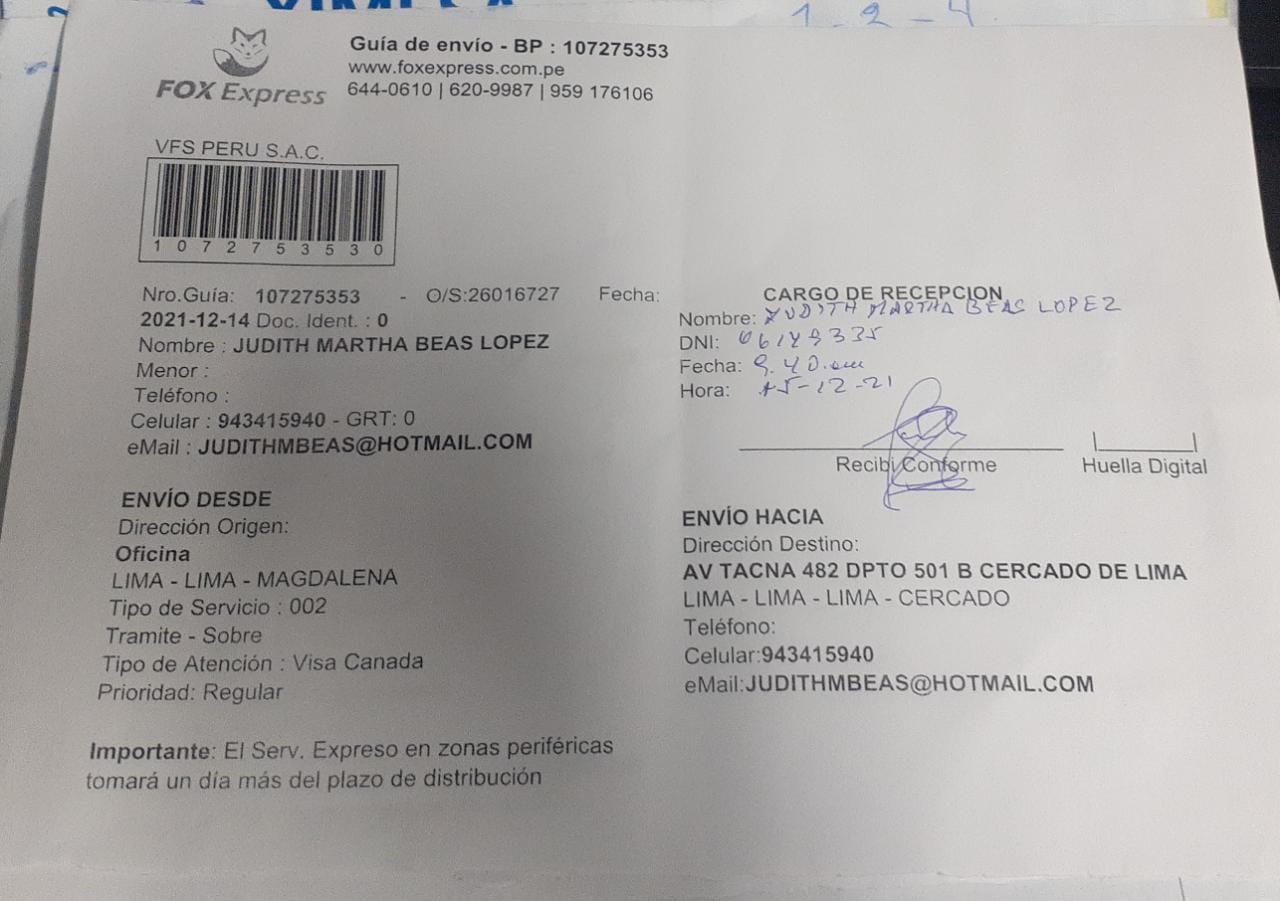 1 - 2 - 4.
FOX Express
Guía de envío - BP : 107275353
www.foxexpress.com.pe
644-0610 | 620-9987 | 959 176106
VFS PERU S.A.C.
1 0 7 2 7 5 3 5 3 0
Nro.Guía: 107275353 - O/S:26016727 Fecha:
2021-12-14 Doc. Ident. : 0
Nombre : JUDITH MARTHA BEAS LOPEZ
Menor :
Teléfono :
Celular : 943415940 - GRT: 0
eMail : JUDITHMBEAS@HOTMAIL.COM
CARGO DE RECEPCION
Nombre: JUDITH MARTHA BEAS LOPEZ
DNI: 06149335
Fecha: 9.40.am
Hora: 15-12-21
Recibi Conforme
Huella Digital
ENVÍO DESDE
Dirección Origen:
Oficina
LIMA - LIMA - MAGDALENA
Tipo de Servicio : 002
Tramite - Sobre
Tipo de Atención : Visa Canada
Prioridad: Regular
ENVÍO HACIA
Dirección Destino:
AV TACNA 482 DPTO 501 B CERCADO DE LIMA
LIMA - LIMA - LIMA - CERCADO
Teléfono:
Celular:943415940
eMail:JUDITHMBEAS@HOTMAIL.COM
Importante: El Serv. Expreso en zonas periféricas
tomará un día más del plazo de distribución